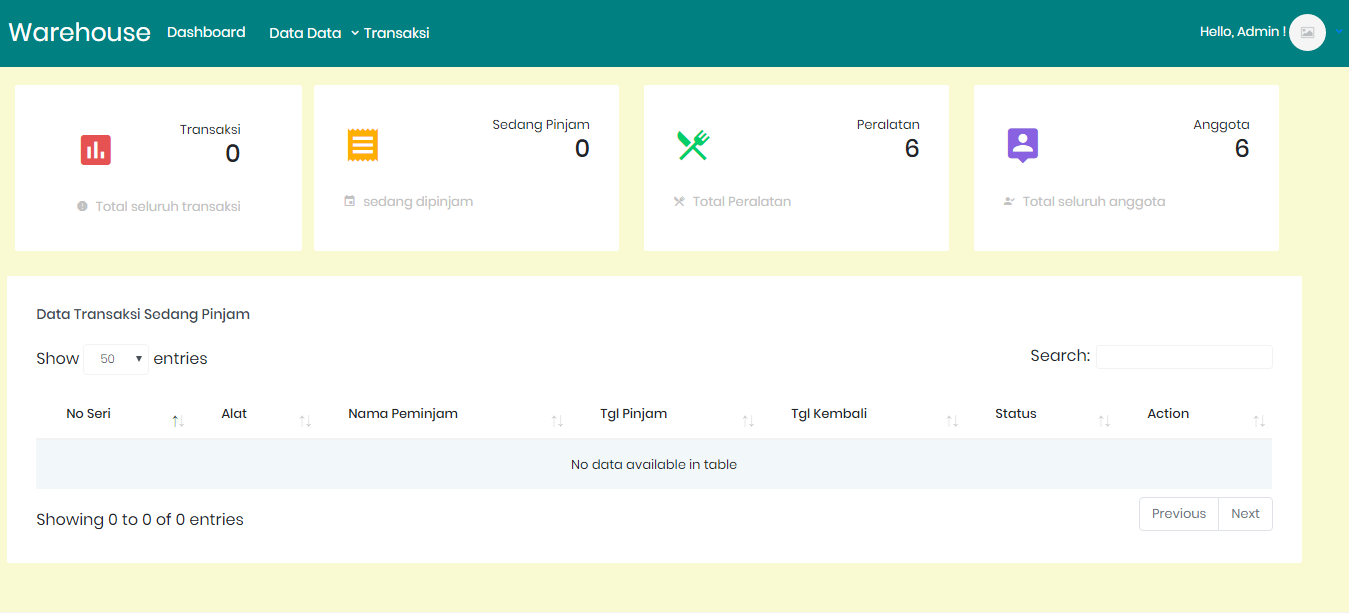 Warehouse Dashboard Data Data Transaksi Hello, Admin !
Transaksi
0
Total seluruh transaksi
Sedang Pinjam
0
sedang dipinjam
Peralatan
6
Total Peralatan
Anggota
6
Total seluruh anggota
Data Transaksi Sedang Pinjam
Show 50 entries Search:
No Seri Alat Nama Peminjam Tgl Pinjam Tgl Kembali Status Action
No data available in table
Showing 0 to 0 of 0 entries Previous Next